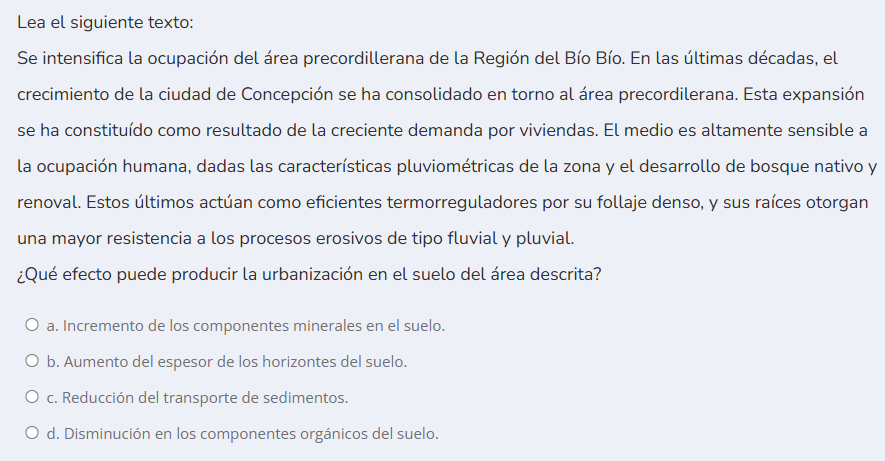 Lea el siguiente texto:
Se intensifica la ocupación del área precordillerana de la Región del Bío Bío. En las últimas décadas, el
crecimiento de la ciudad de Concepción se ha consolidado en torno al área precordilerana. Esta expansión
se ha constituído como resultado de la creciente demanda por viviendas. El medio es altamente sensible a
la ocupación humana, dadas las características pluviométricas de la zona y el desarrollo de bosque nativo y
renoval. Estos últimos actúan como eficientes termorreguladores por su follaje denso, y sus raíces otorgan
una mayor resistencia a los procesos erosivos de tipo fluvial y pluvial.
¿Qué efecto puede producir la urbanización en el suelo del área descrita?
a. Incremento de los componentes minerales en el suelo.
b. Aumento del espesor de los horizontes del suelo.
c. Reducción del transporte de sedimentos.
d. Disminución en los componentes orgánicos del suelo.